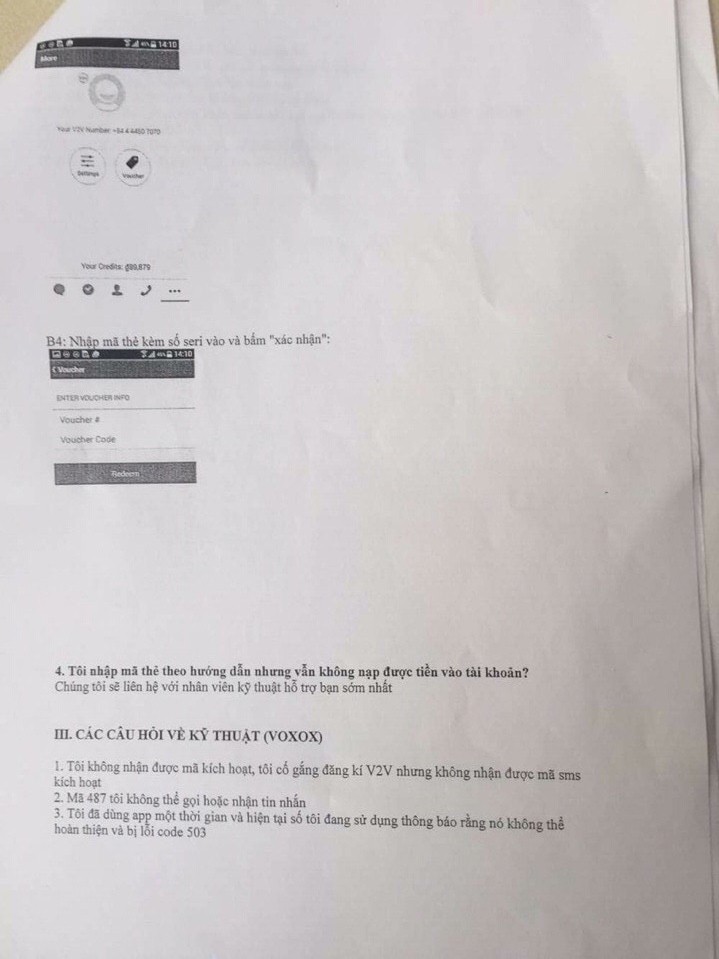 14:10
More
Your V2V Number +84 4 4450 7070
Settings
Voucher
Your Credits: ₫89,879
...
B4: Nhập mã thẻ kèm số seri vào và bấm "xác nhận":
14:10
< Voucher
ENTER VOUCHER INFO
Voucher #
Voucher Code
Redeem
4. Tôi nhập mã thẻ theo hướng dẫn nhưng vẫn không nạp được tiền vào tài khoản?
Chúng tôi sẽ liên hệ với nhân viên kỹ thuật hỗ trợ bạn sớm nhất
III. CÁC CÂU HỎI VỀ KỸ THUẬT (VOXOX)
1. Tôi không nhận được mã kích hoạt, tôi cố gắng đăng kí V2V nhưng không nhận được mã sms
kích hoạt
2. Mã 487 tôi không thể gọi hoặc nhận tin nhắn
3. Tôi đã dùng app một thời gian và hiện tại số tôi đang sử dụng thông báo rằng nó không thể
hoàn thiện và bị lỗi code 503